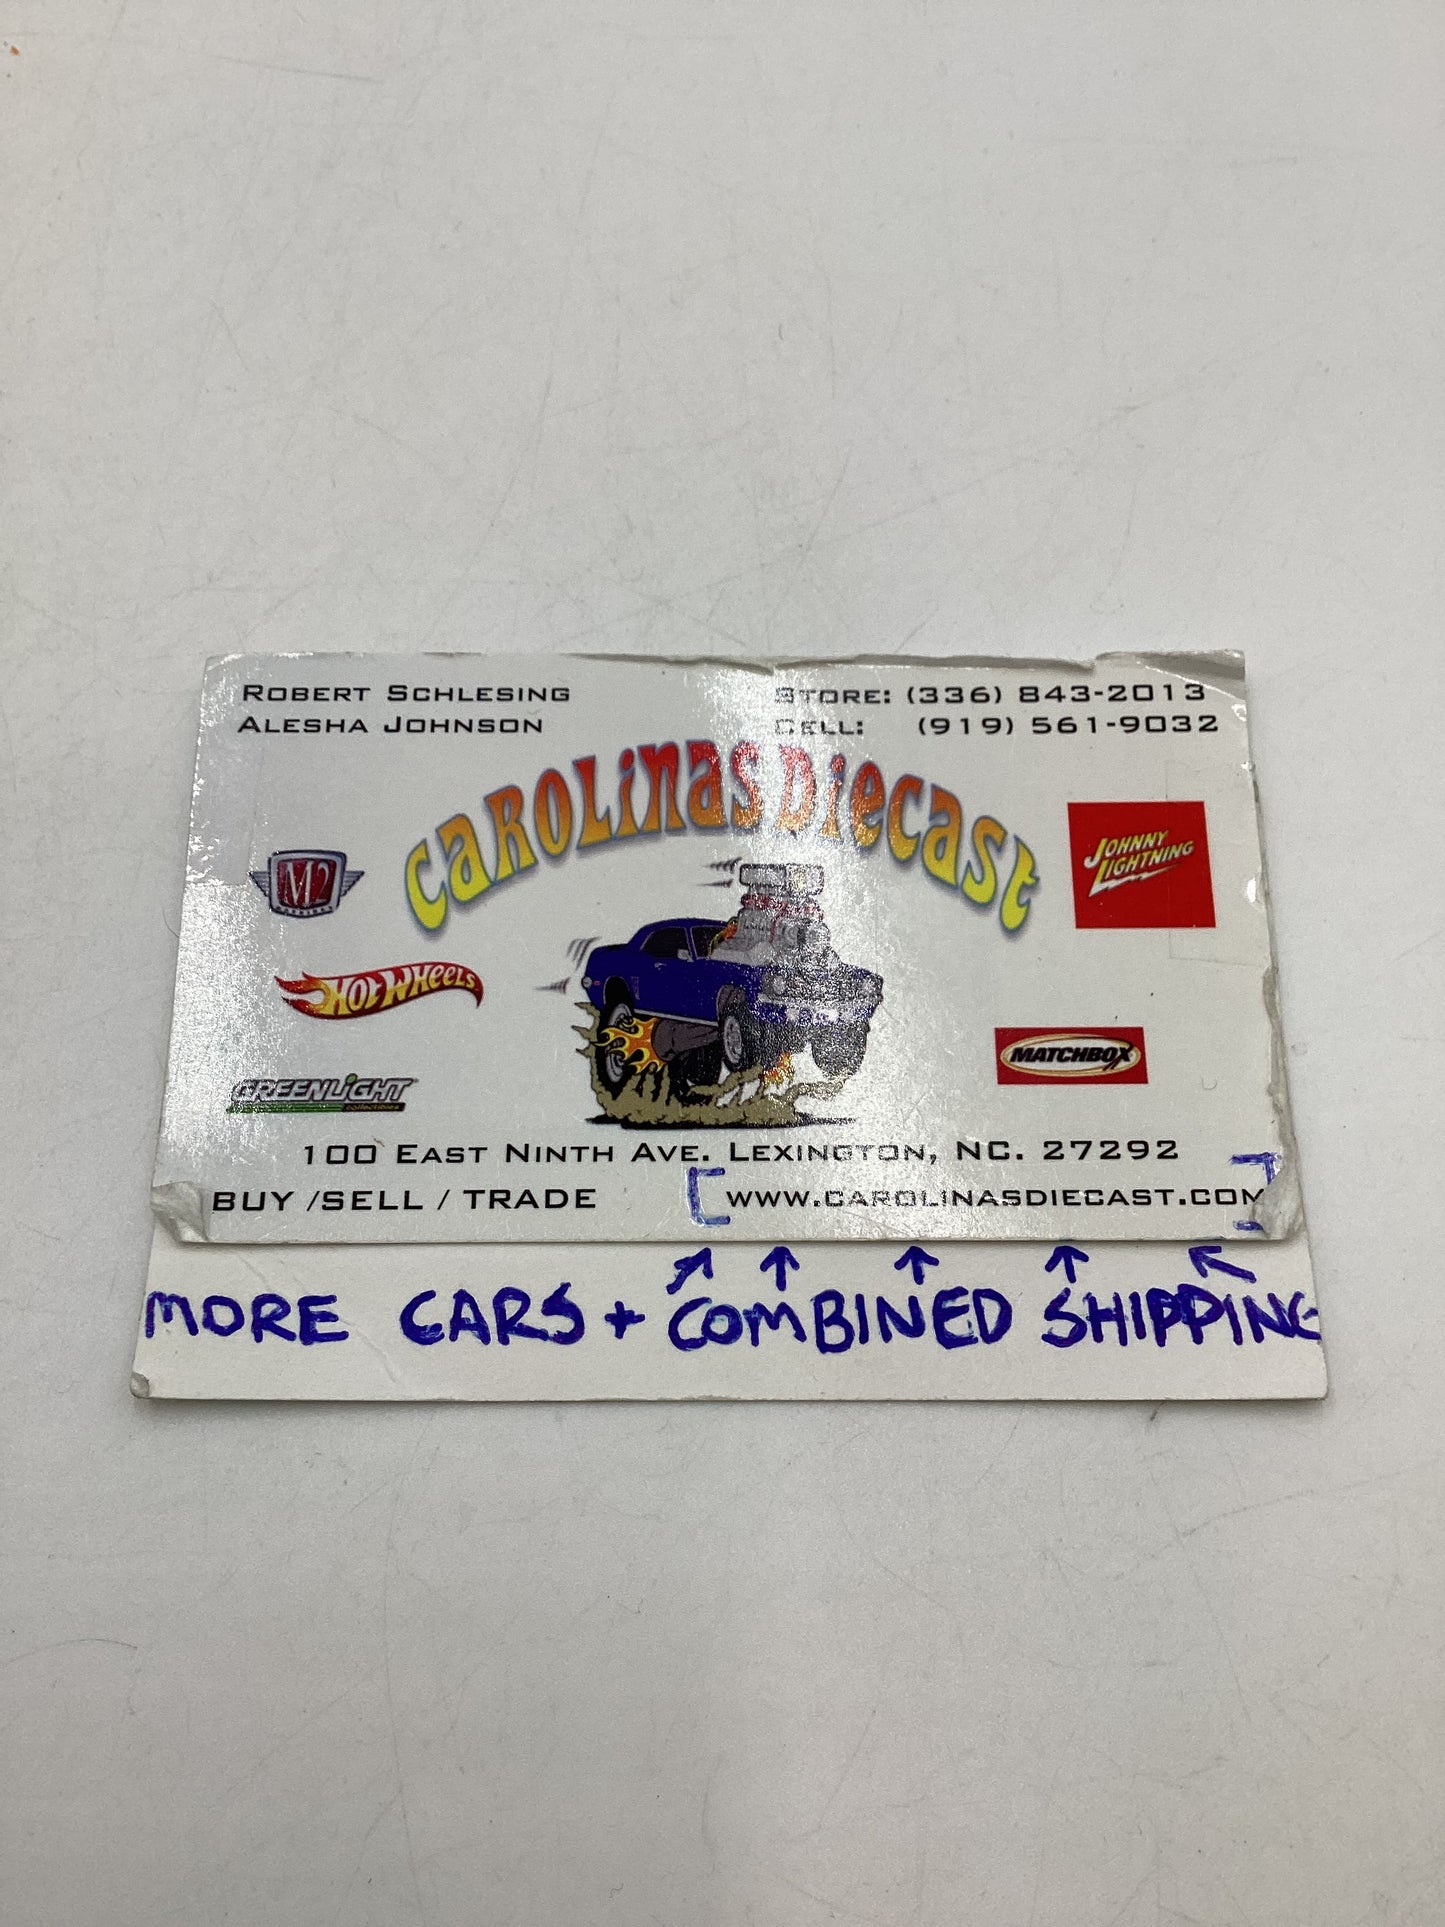 ROBERT SCHLESING
ALESHA JOHNSON
STORE: (336) 843-2013
CELL: (919) 561-9032
CAROLINAS DIECAST
M2
MACHINES
JOHNNY
LIGHTNING
HOT WHEELS
MATCHBOX
GREENLIGHT
collectibles
100 EAST NINTH AVE. LEXINGTON, NC. 27292
BUY /SELL / TRADE
WWW.CAROLINASDIECAST.COM
MORE CARS + COMBINED SHIPPING